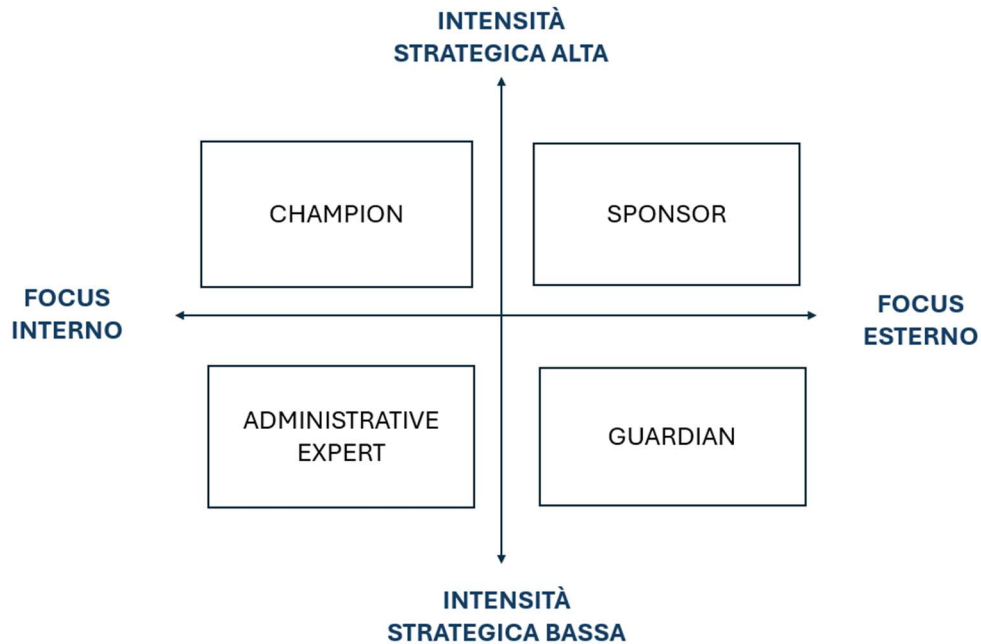 INTENSITÀ
STRATEGICA ALTA
CHAMPION
SPONSOR
FOCUS
INTERNO
FOCUS
ESTERNO
ADMINISTRATIVE
EXPERT
GUARDIAN
INTENSITÀ
STRATEGICA BASSA